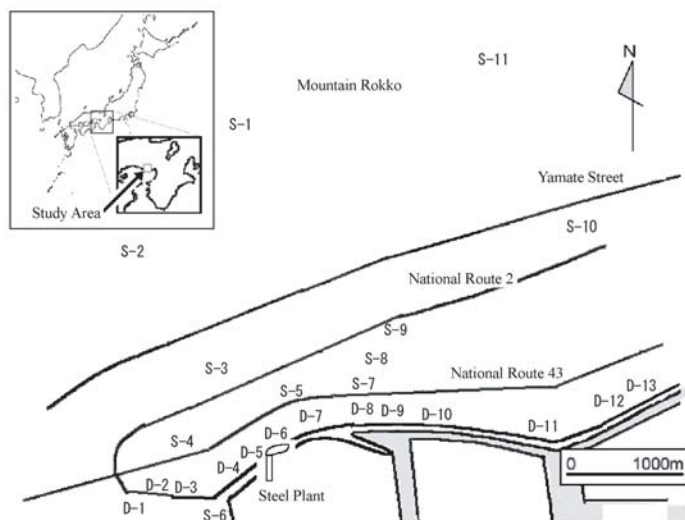 S-11
N
Mountain Rokko
S-1
Yamate Street
Study Area
S-10
S-2
National Route 2
S-9
S-8
S-3
National Route 43
S-7
S-5
D-13
D-12
D-8 D-9 D-10
D-7
D-11
D-6
S-4
D-5
D-4
0 1000m
D-2 D-3
Steel Plant
D-1
S-6